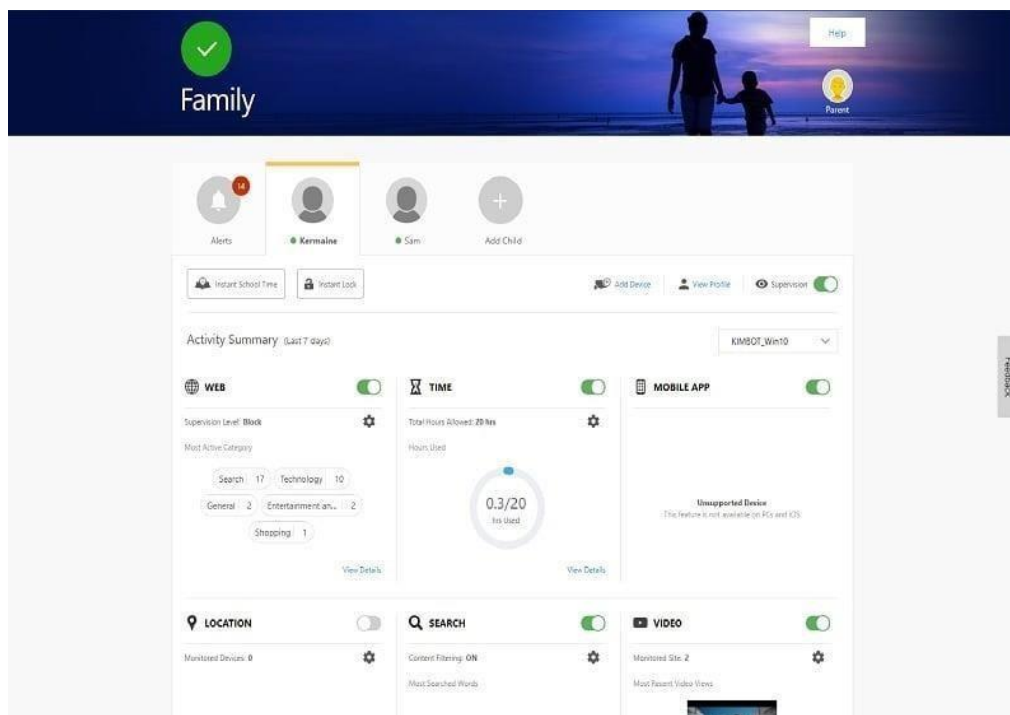 Help
Family
Parent
14
Alerts
Kermaine
Sam
Add Child
Instant School Time
Instant Lock
Add Device
View Profile
Supervision
Activity Summary (Last 7 days)
KIMBOT_Win10
Feedback
WEB
Supervision Level: Block
Most Active Category
Search 17
Technology 10
General 2
Entertainment an... 2
Shopping 1
View Details
TIME
Total Hours Allowed: 20 hrs
Hours Used
0.3/20
hrs Used
View Details
MOBILE APP
Unsupported Device
This feature is not available on PCs and iOS.
LOCATION
Monitored Devices: 0
SEARCH
Content Filtering: ON
Most Searched Words
VIDEO
Monitored Site: 2
Most Recent Video Views